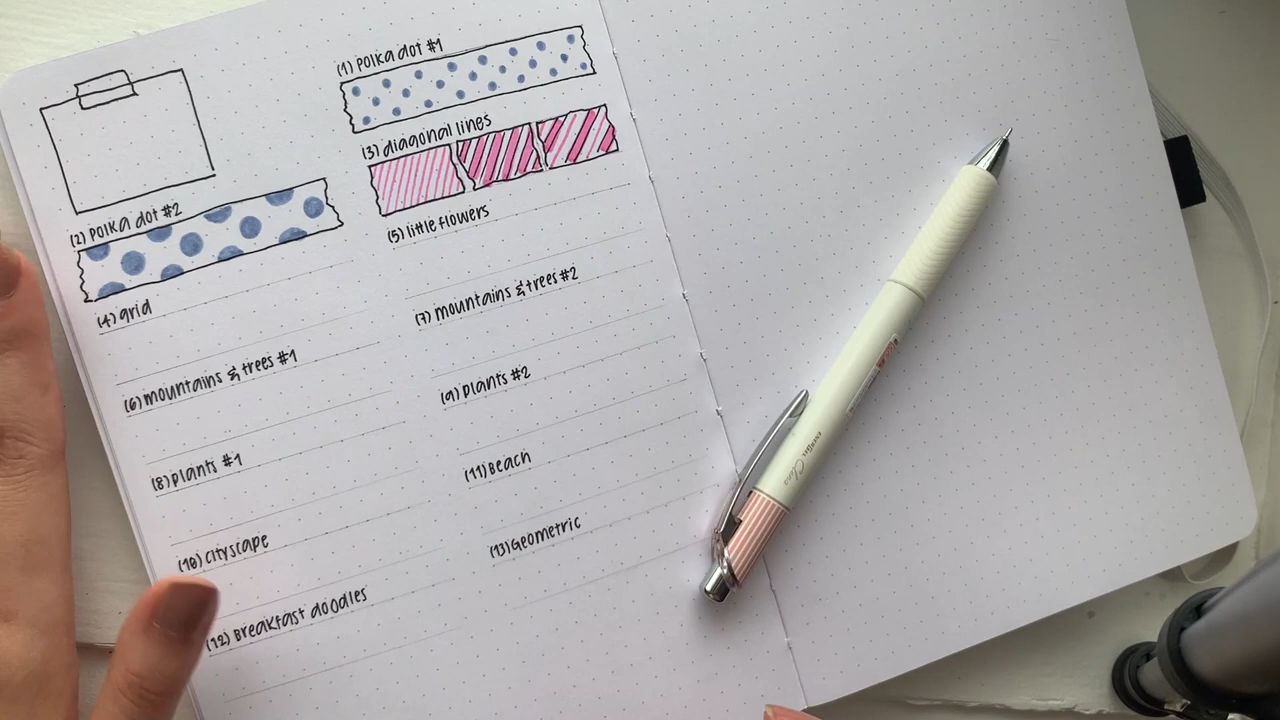 (1) Polka dot #1
(2) Polka dot #2
(3) diagonal lines
(4) grid
(5) little flowers
(6) mountains & trees #1
(7) mountains & trees #2
(8) plants #1
(9) plants #2
(10) cityscape
(11) Beach
(12) Breakfast doodles
(13) Geometric
ENERGEL Clena